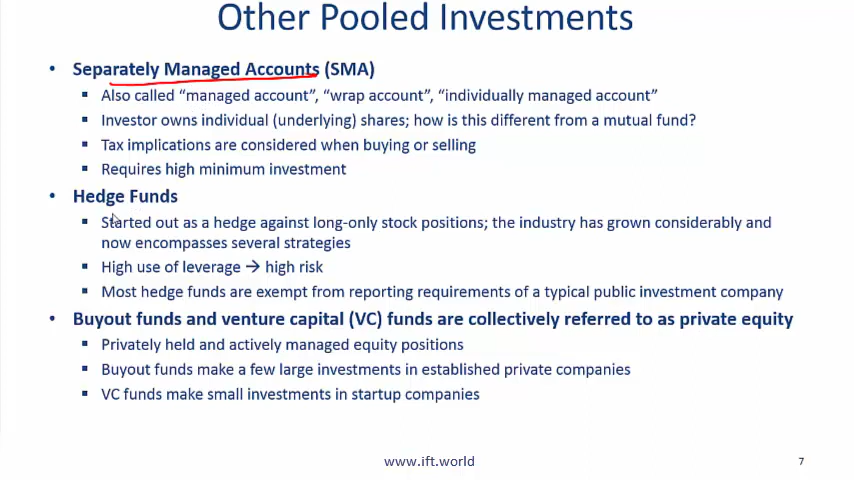 Other Pooled Investments
• Separately Managed Accounts (SMA)
▪ Also called “managed account”, “wrap account”, “individually managed account”
▪ Investor owns individual (underlying) shares; how is this different from a mutual fund?
▪ Tax implications are considered when buying or selling
▪ Requires high minimum investment
• Hedge Funds
▪ Started out as a hedge against long-only stock positions; the industry has grown considerably and
now encompasses several strategies
▪ High use of leverage → high risk
▪ Most hedge funds are exempt from reporting requirements of a typical public investment company
• Buyout funds and venture capital (VC) funds are collectively referred to as private equity
▪ Privately held and actively managed equity positions
▪ Buyout funds make a few large investments in established private companies
▪ VC funds make small investments in startup companies
www.ift.world
7